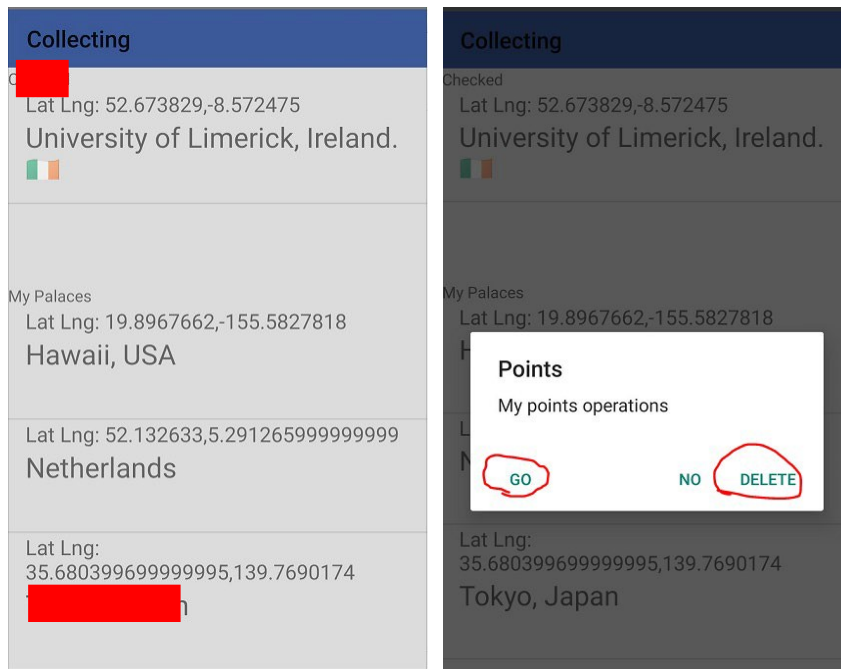 Collecting
Lat Lng: 52.673829,-8.572475
University of Limerick, Ireland.
🇮🇪
My Palaces
Lat Lng: 19.8967662,-155.5827818
Hawaii, USA
Lat Lng: 52.132633,5.291265999999999
Netherlands
Lat Lng:
35.680399699999995,139.7690174
Collecting
Checked
Lat Lng: 52.673829,-8.572475
University of Limerick, Ireland.
🇮🇪
My Palaces
Lat Lng: 19.8967662,-155.5827818
Points
My points operations
GO NO DELETE
Lat Lng:
35.680399699999995,139.7690174
Tokyo, Japan